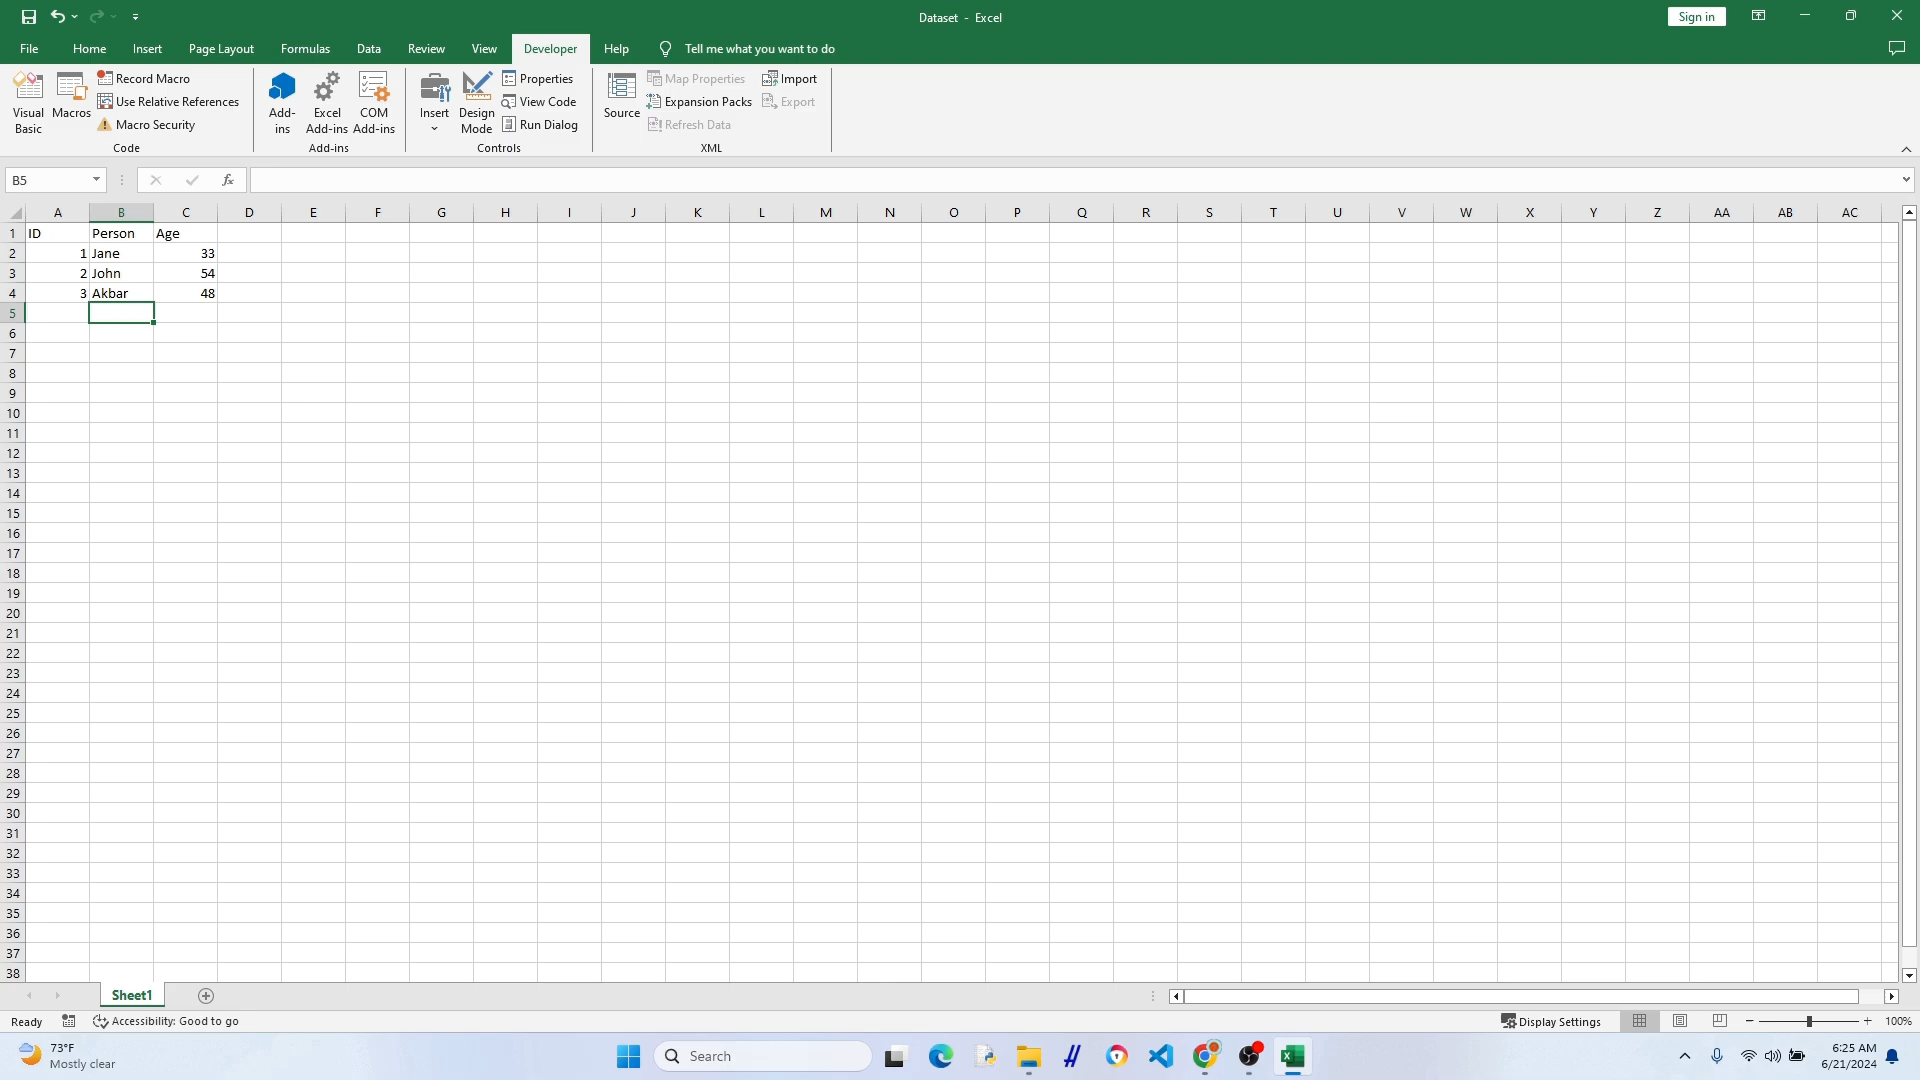 Dataset - Excel
Sign in
File Home Insert Page Layout Formulas Data Review View Developer Help Tell me what you want to do
Visual Basic
Macros
Record Macro
Use Relative References
Macro Security
Code
Add-ins
Excel Add-ins
COM Add-ins
Add-ins
Insert
Design Mode
Properties
View Code
Run Dialog
Controls
Source
Map Properties
Expansion Packs
Refresh Data
Import
Export
XML
B5
fx
A B C D E F G H I J K L M N O P Q R S T U V W X Y Z AA AB AC
1 ID Person Age
2 1 Jane 33
3 2 John 54
4 3 Akbar 48
5
6
7
8
9
10
11
12
13
14
15
16
17
18
19
20
21
22
23
24
25
26
27
28
29
30
31
32
33
34
35
36
37
38
Sheet1
Ready
Accessibility: Good to go
Display Settings
100%
73°F
Mostly clear
Search
6:25 AM
6/21/2024